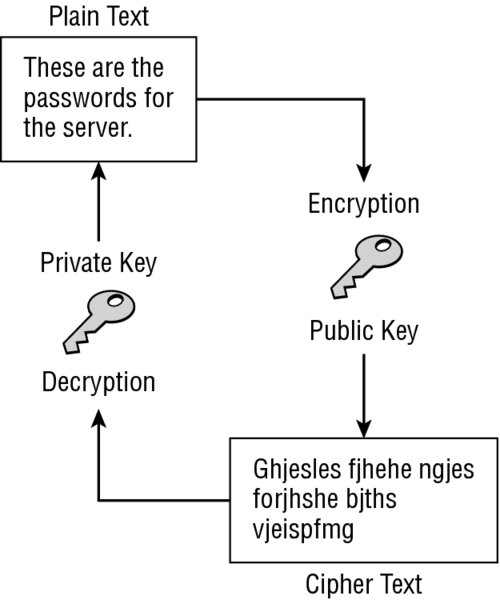 Plain Text
These are the
passwords for
the server.
Encryption
Public Key
Private Key
Decryption
Ghjesles fjhehe ngjes
forjhshe bjths
vjeispfmg
Cipher Text